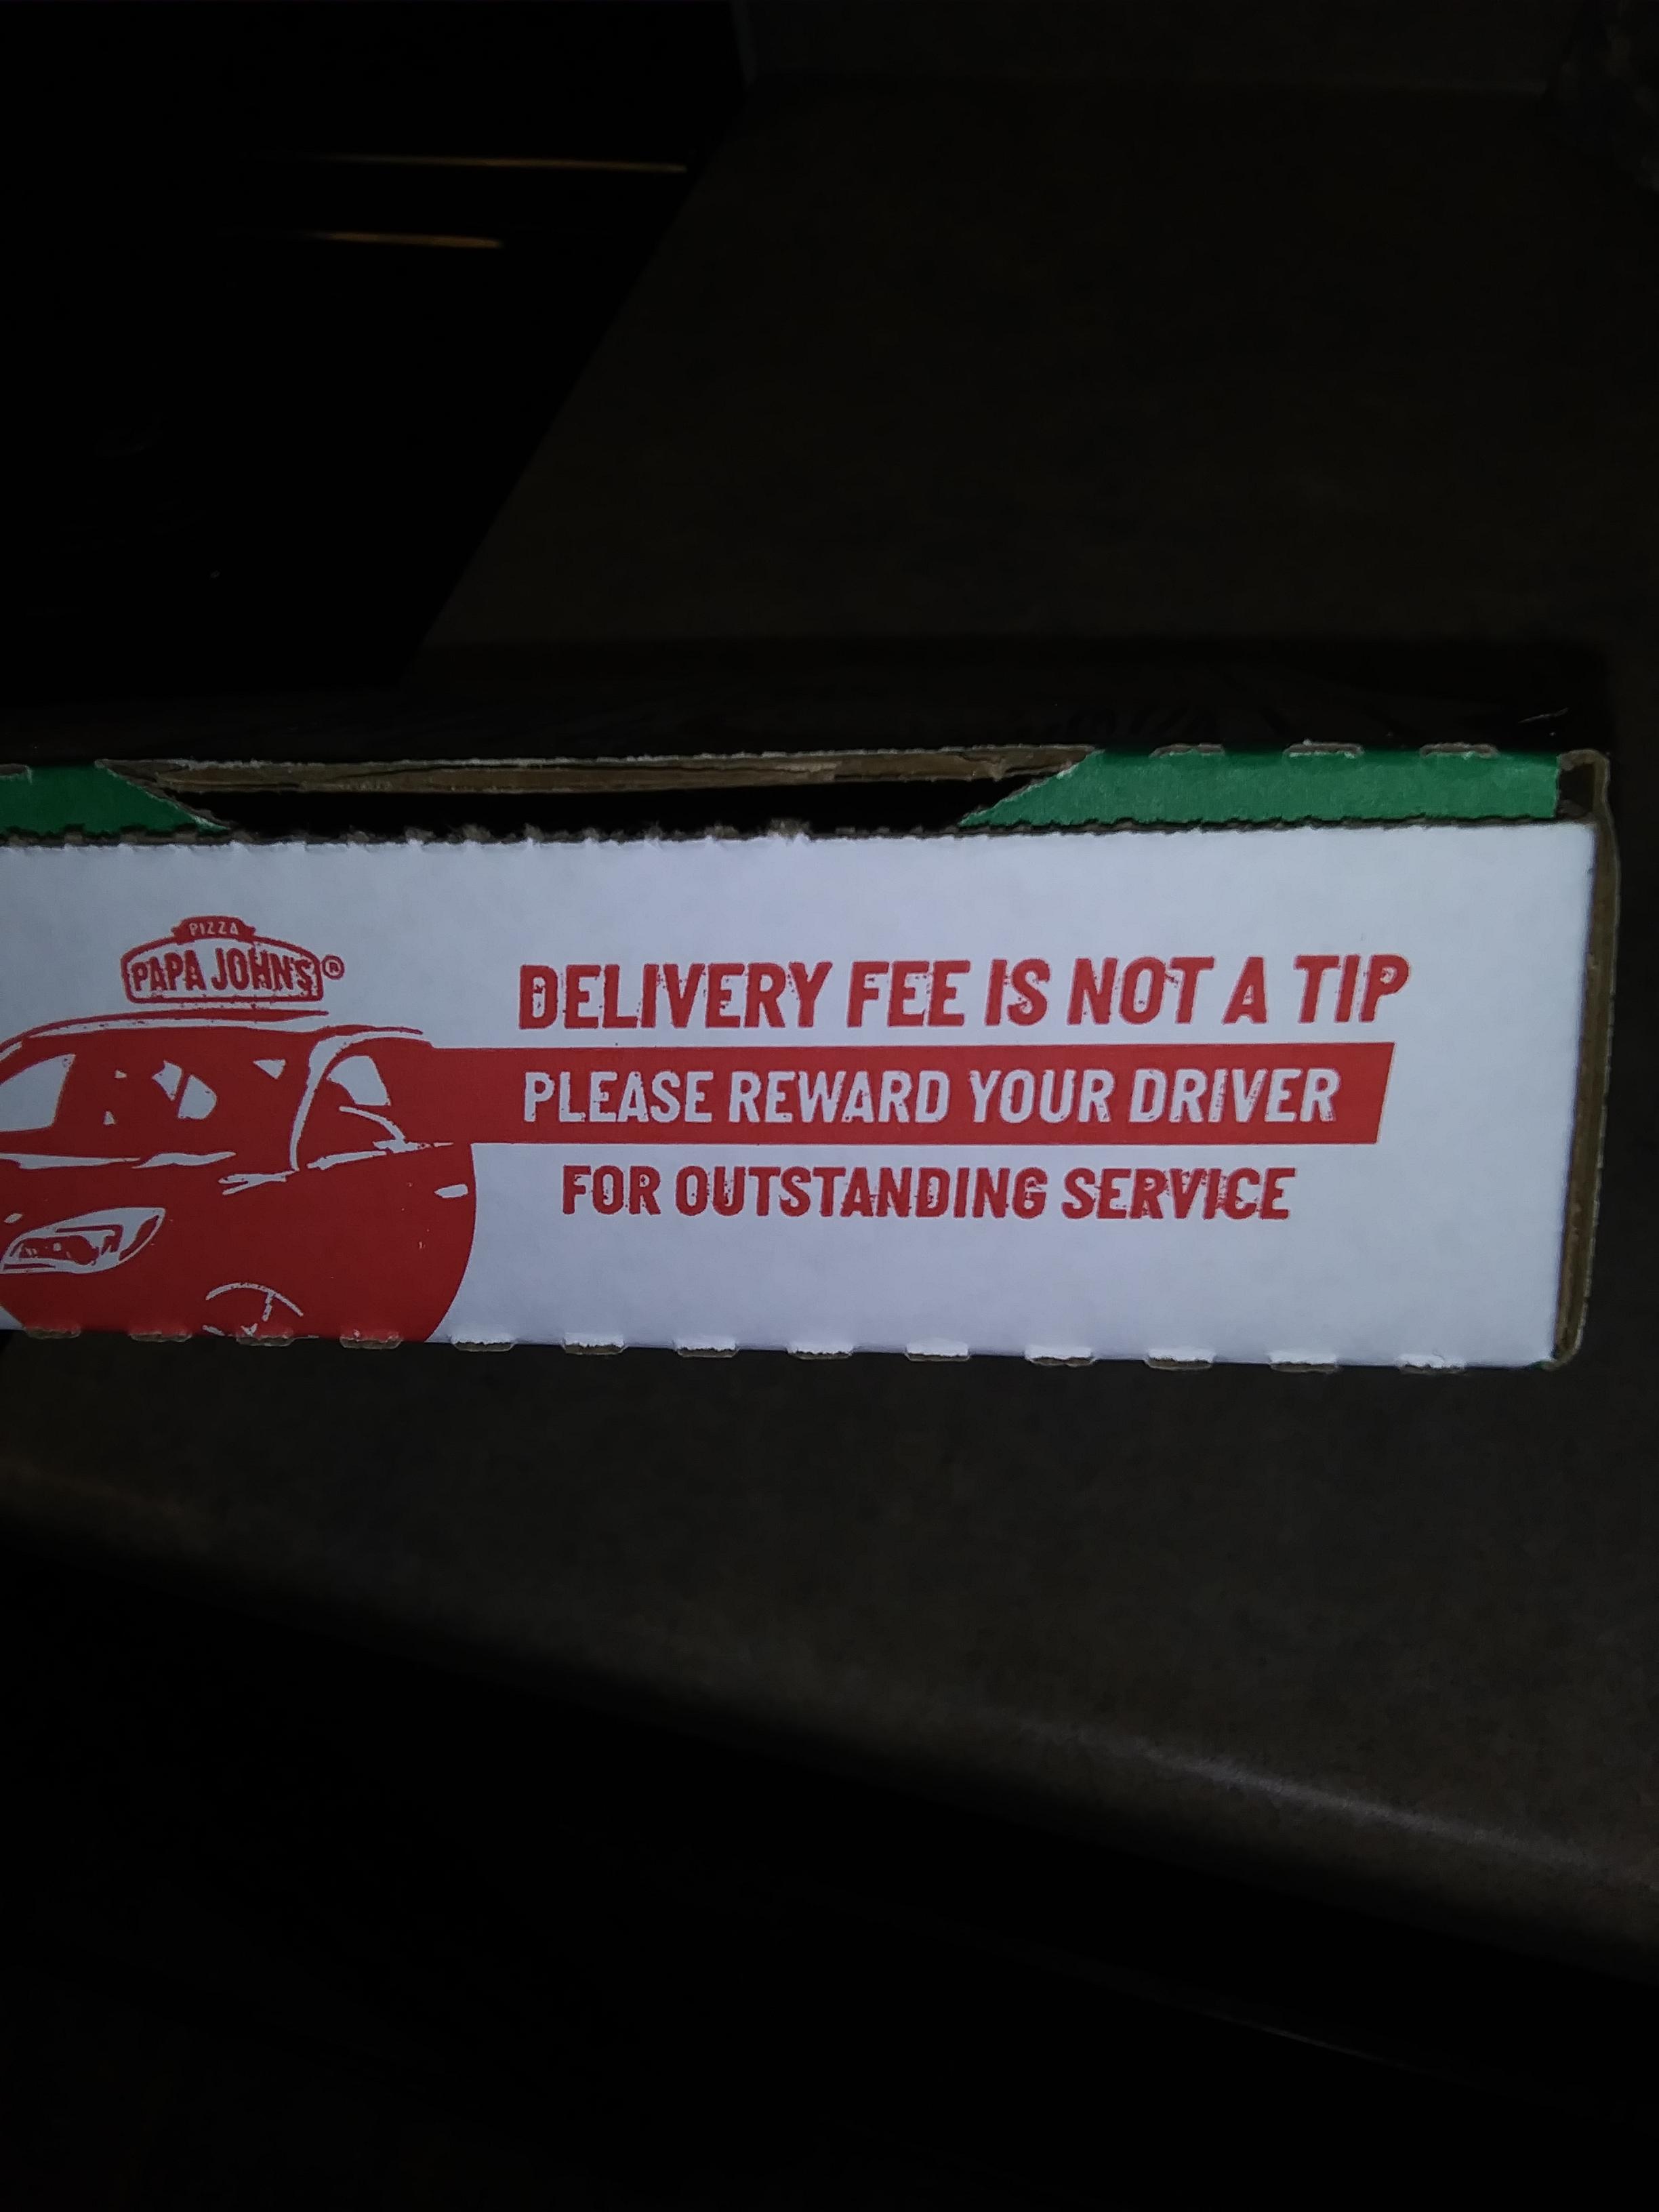 PIZZA
PAPA JOHN'S®
DELIVERY FEE IS NOT A TIP
PLEASE REWARD YOUR DRIVER
FOR OUTSTANDING SERVICE